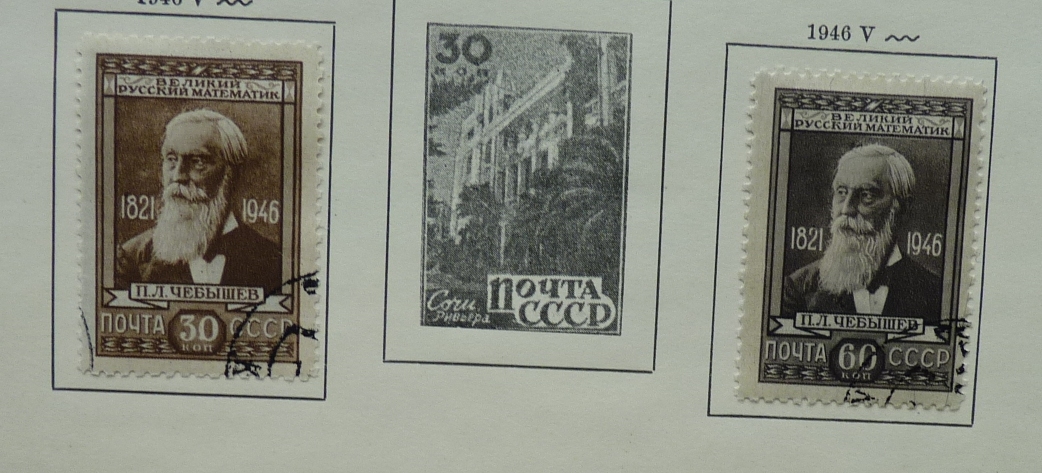 1946 V
ВЕЛИКИЙ
РУССКИЙ МАТЕМАТИК
1821 1946
П.Л.ЧЕБЫШЕВ
ПОЧТА 30 СССР
КОП
30
КОП
Сочи
Ривьера
ПОЧТА
СССР
1946 V
ВЕЛИКИЙ
РУССКИЙ МАТЕМАТИК
1821 1946
П.Л.ЧЕБЫШЕВ
ПОЧТА 60 СССР
КОП